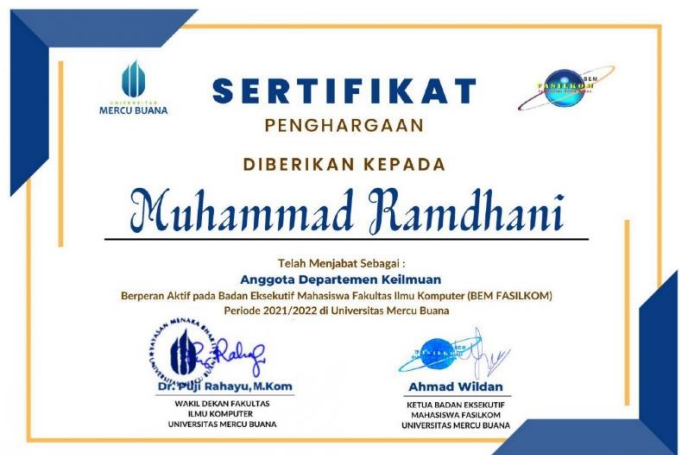 UNIVERSITAS
MERCU BUANA
SERTIFIKAT
BEM
FASILKOM
PENGHARGAAN
DIBERIKAN KEPADA
Muhammad Ramdhani
Telah Menjabat Sebagai :
Anggota Departemen Keilmuan
Berperan Aktif pada Badan Eksekutif Mahasiswa Fakultas Ilmu Komputer (BEM FASILKOM)
Periode 2021/2022 di Universitas Mercu Buana
YAYASAN MENARA
Dr. Puji Rahayu, M.Kom
WAKIL DEKAN FAKULTAS
ILMU KOMPUTER
UNIVERSITAS MERCU BUANA
FASILKOM
Ahmad Wildan
KETUA BADAN EKSEKUTIF
MAHASISWA FASILKOM
UNIVERSITAS MERCU BUANA